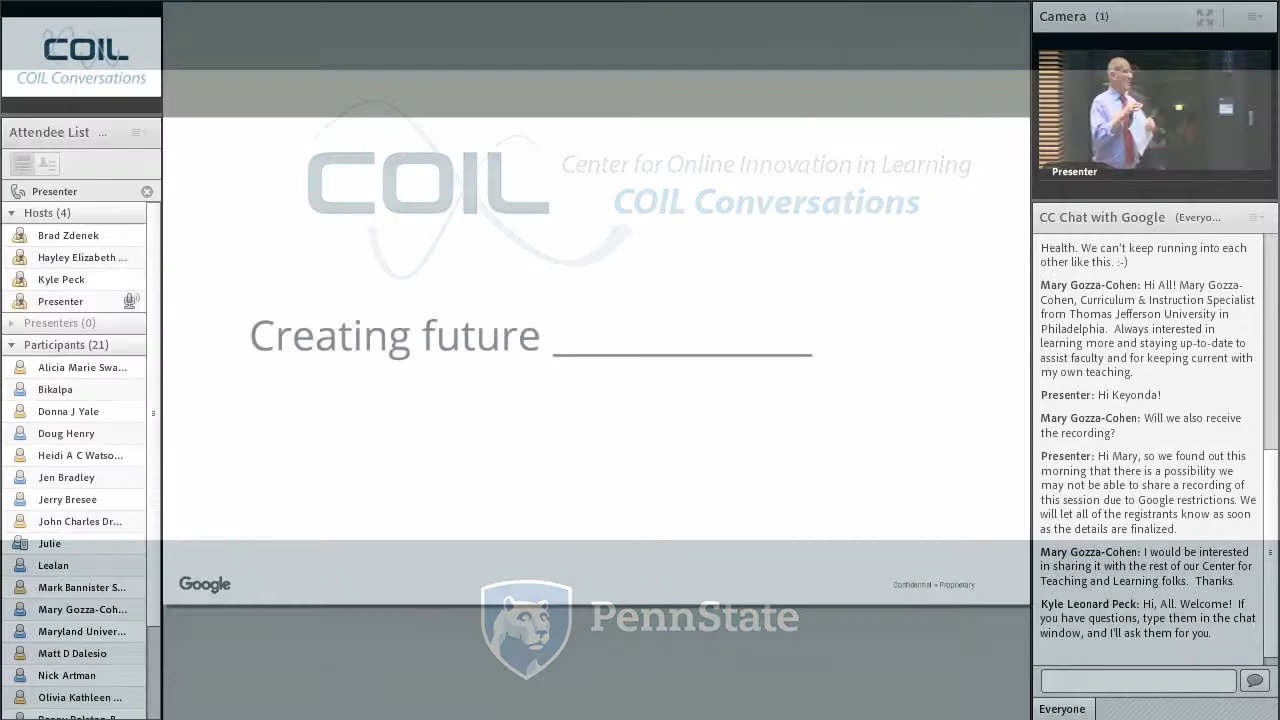 COIL
COIL Conversations
Attendee List ...
Presenter
Hosts (4)
Brad Zdenek
Hayley Elizabeth ...
Kyle Peck
Presenter
Presenters (0)
Participants (21)
Alicia Marie Swa...
Bikalpa
Donna J Yale
Doug Henry
Heidi A C Watso...
Jen Bradley
Jerry Bresee
John Charles Dr...
Julie
Lealan
Mark Bannister S...
Mary Gozza-Coh...
Maryland Univer...
Matt D Dalesio
Nick Artman
Olivia Kathleen ...
COIL
Center for Online Innovation in Learning
COIL Conversations
Creating future ____________
Google
Confidential + Proprietary
PennState
Camera (1)
Presenter
CC Chat with Google (Everyo...
Health. We can't keep running into each
other like this. :-)
Mary Gozza-Cohen: Hi All! Mary Gozza-
Cohen, Curriculum & Instruction Specialist
from Thomas Jefferson University in
Philadelphia. Always interested in
learning more and staying up-to-date to
assist faculty and for keeping current with
my own teaching.
Presenter: Hi Keyonda!
Mary Gozza-Cohen: Will we also receive
the recording?
Presenter: Hi Mary, so we found out this
morning that there is a possibility we
may not be able to share a recording of
this session due to Google restrictions. We
will let all of the registrants know as soon
as the details are finalized.
Mary Gozza-Cohen: I would be interested
in sharing it with the rest of our Center for
Teaching and Learning folks. Thanks.
Kyle Leonard Peck: Hi, All. Welcome! If
you have questions, type them in the chat
window, and I'll ask them for you.
Everyone